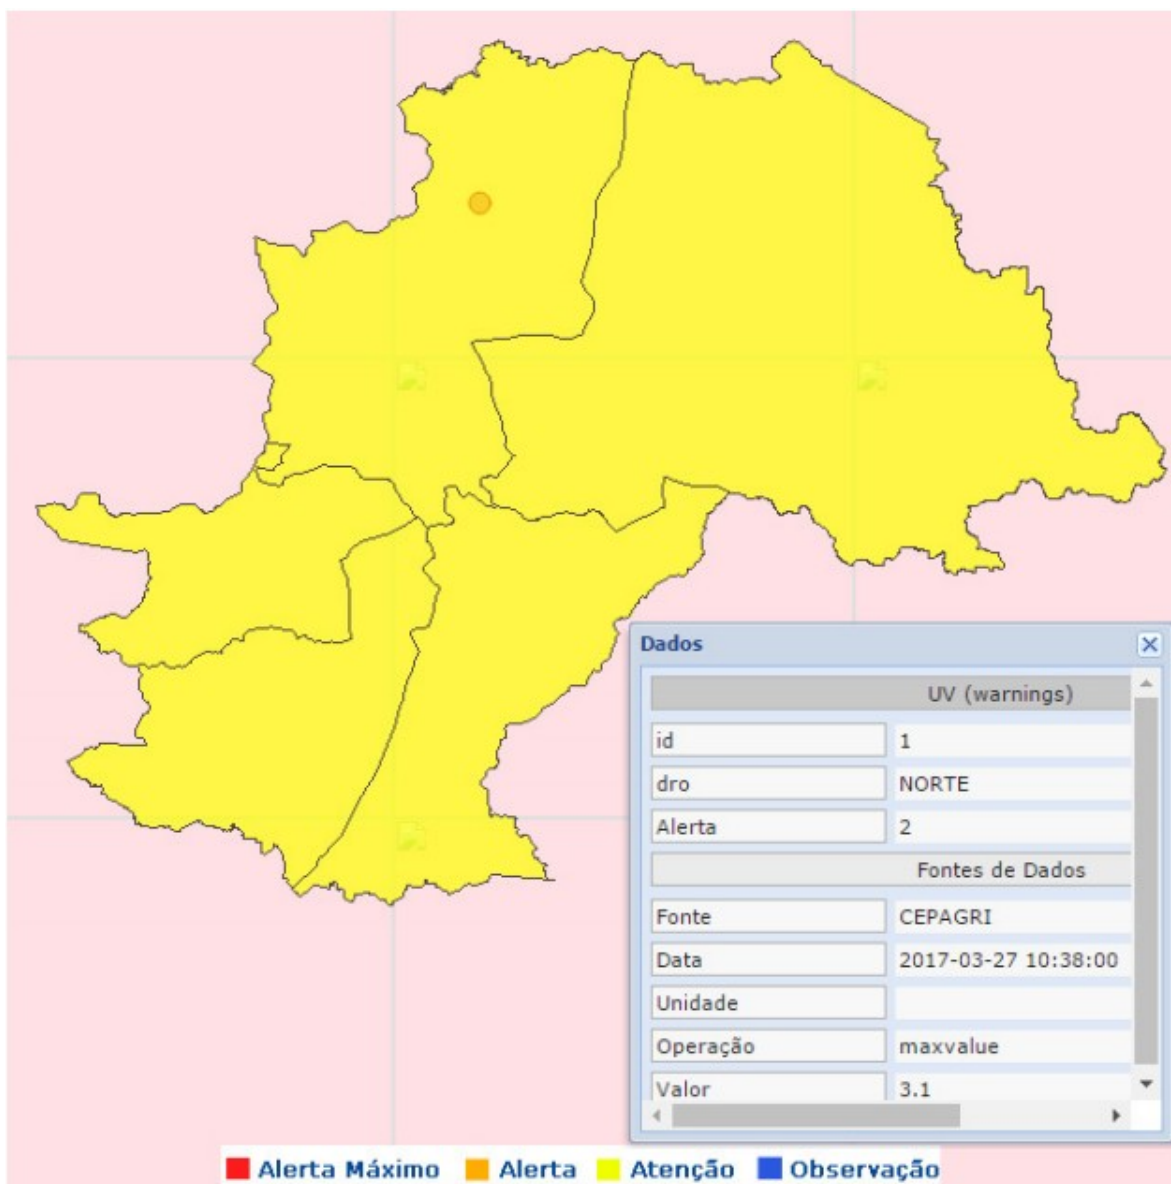 Dados
UV (warnings)
id 1
dro NORTE
Alerta 2
Fontes de Dados
Fonte CEPAGRI
Data 2017-03-27 10:38:00
Unidade
Operação maxvalue
Valor 3.1
Alerta Máximo Alerta Atenção Observação